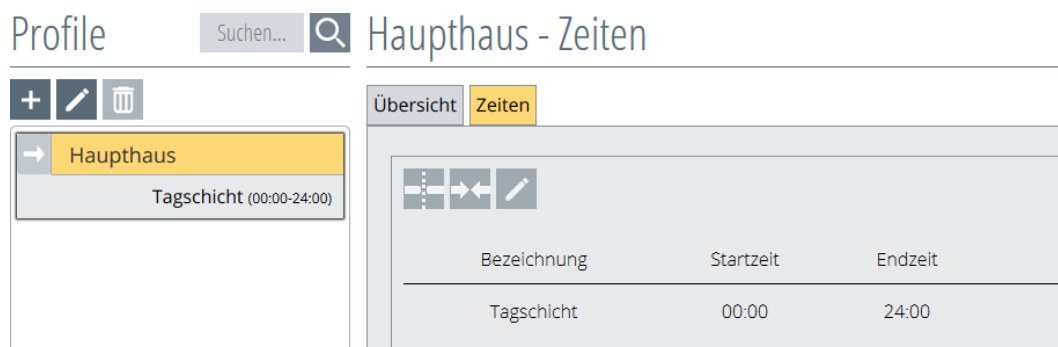 Profile
Suchen...
Haupthaus
Tagschicht (00:00-24:00)
Haupthaus - Zeiten
Übersicht Zeiten
Bezeichnung Startzeit Endzeit
Tagschicht 00:00 24:00